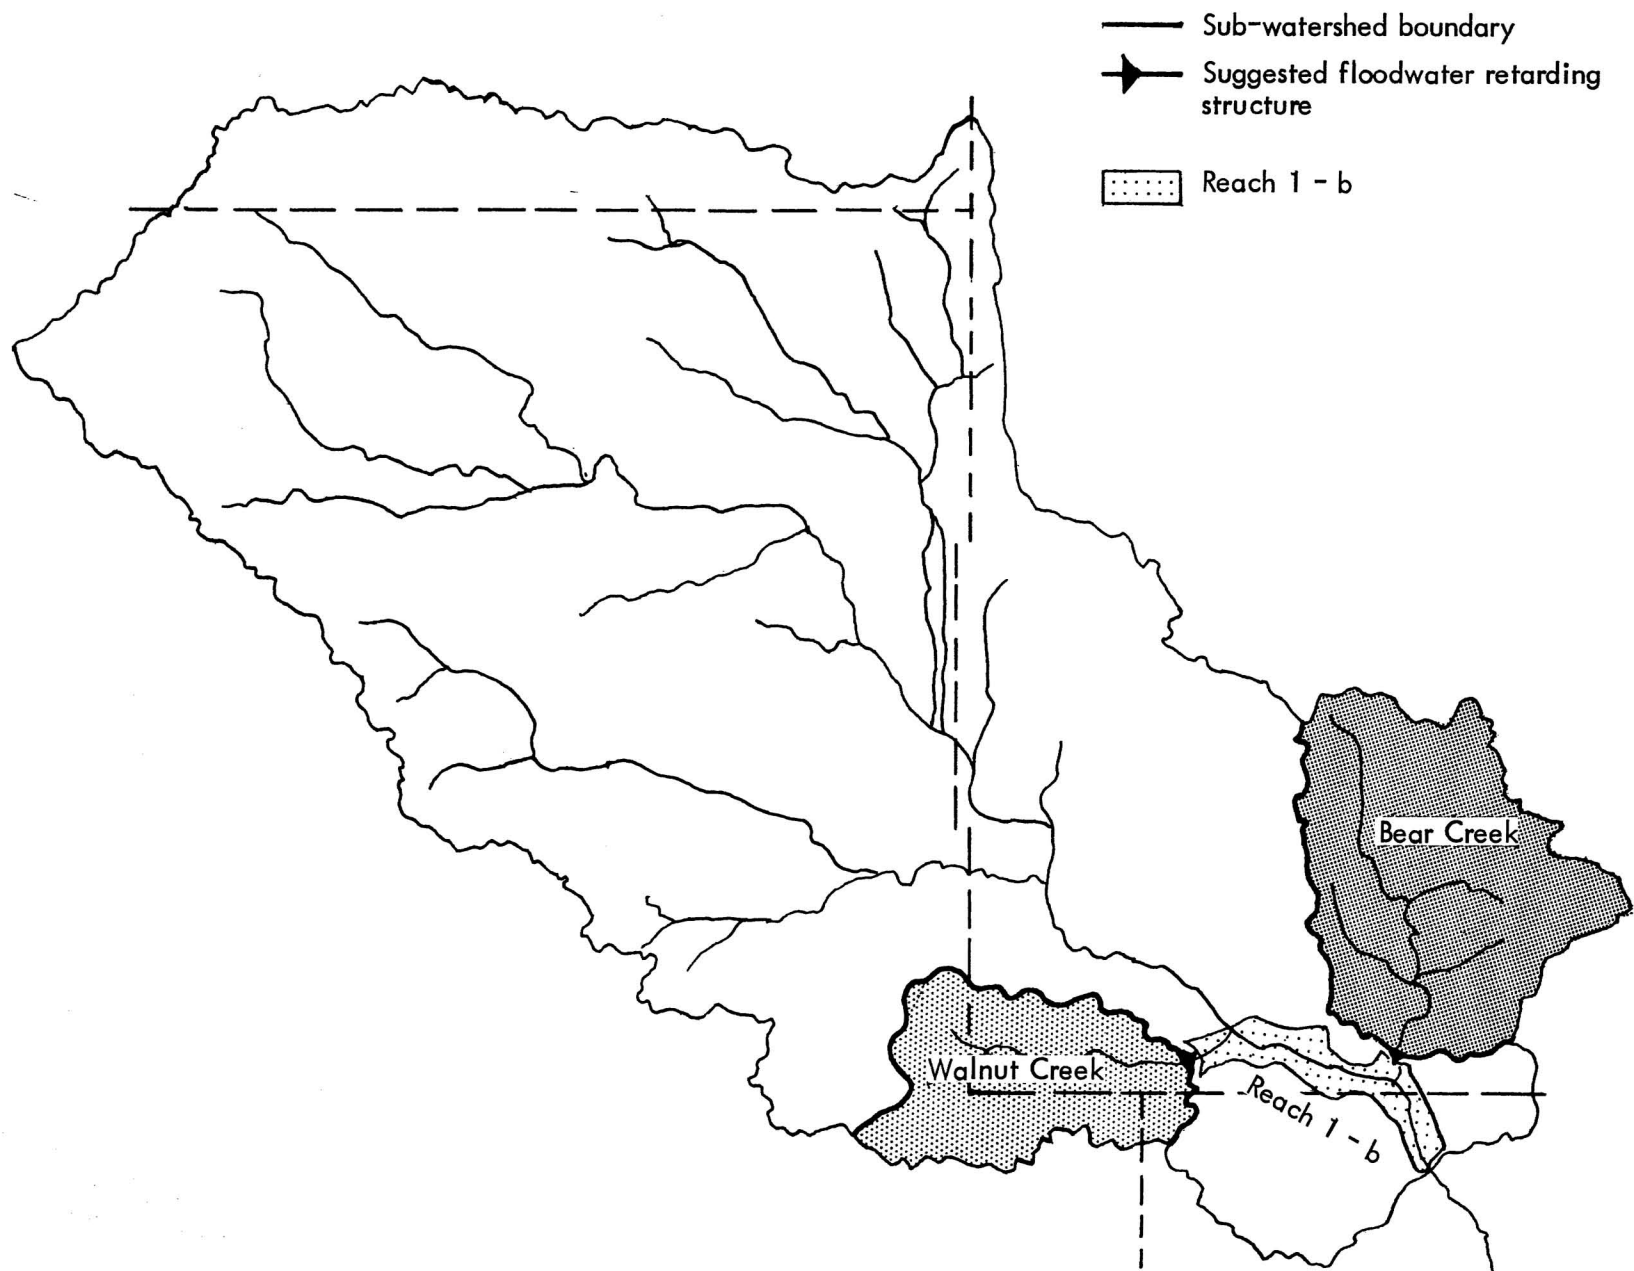 Sub-watershed boundary
Suggested floodwater retarding
structure
Reach 1 - b
Bear Creek
Walnut Creek
Reach 1 - b